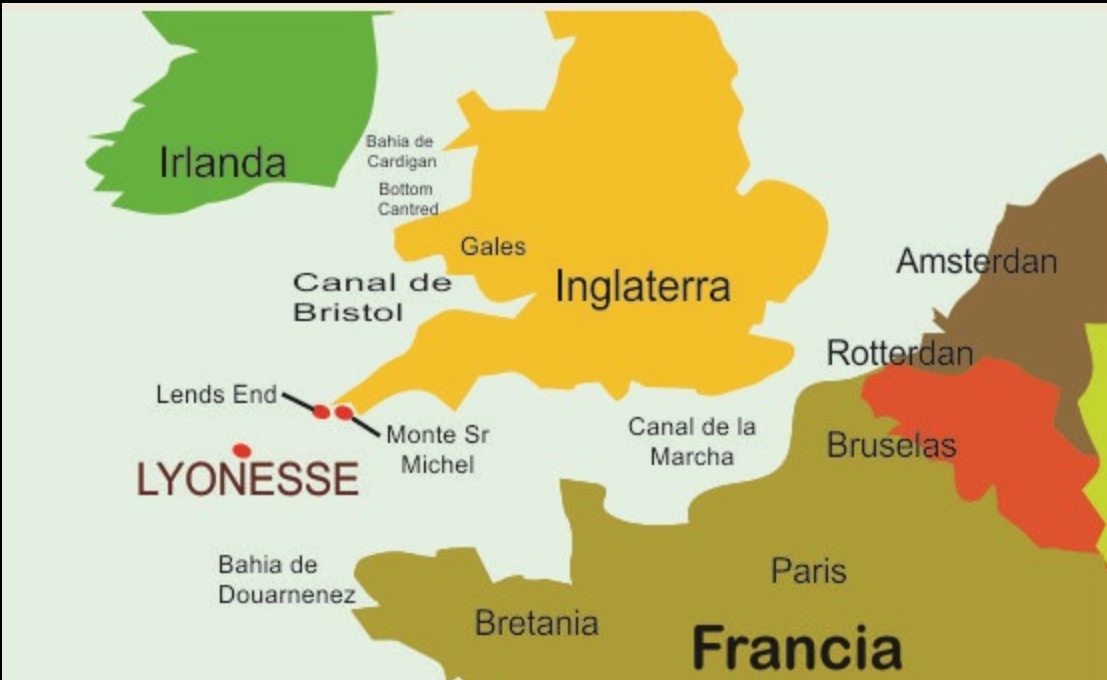 Irlanda
Bahia de
Cardigan
Bottom
Cantred
Gales
Canal de
Bristol
Inglaterra
Amsterdan
Rotterdan
Lends End
Monte Sr
Michel
Canal de la
Marcha
Bruselas
LYONESSE
Bahia de
Douarnenez
Paris
Bretania
Francia